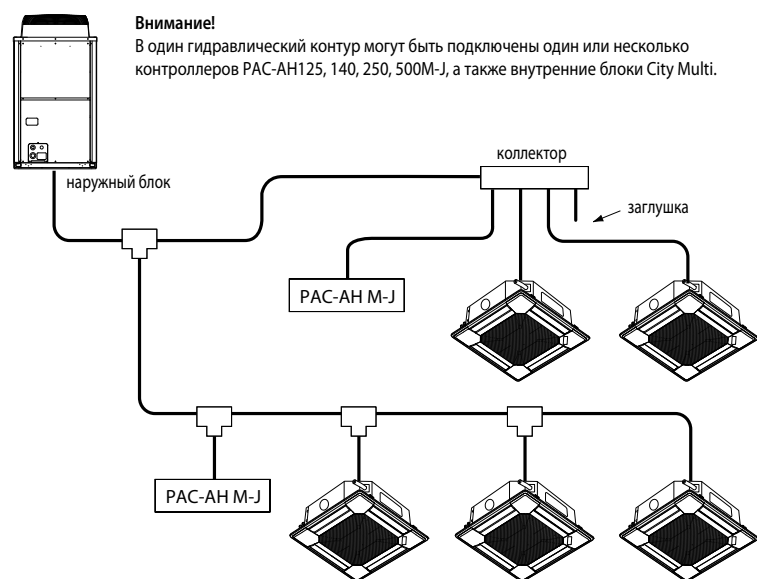 Внимание!
В один гидравлический контур могут быть подключены один или несколько
контроллеров PAC-AH125, 140, 250, 500M-J, а также внутренние блоки City Multi.
коллектор
наружный блок
заглушка
PAC-AH M-J
PAC-AH M-J